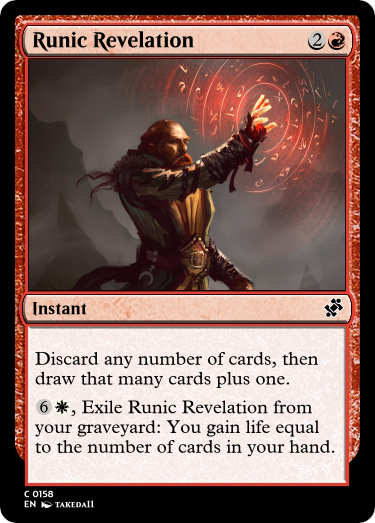 Runic Revelation 2
Instant
Discard any number of cards, then
draw that many cards plus one.
6, Exile Runic Revelation from
your graveyard: You gain life equal
to the number of cards in your hand.
C 0158
EN TAKEDA11